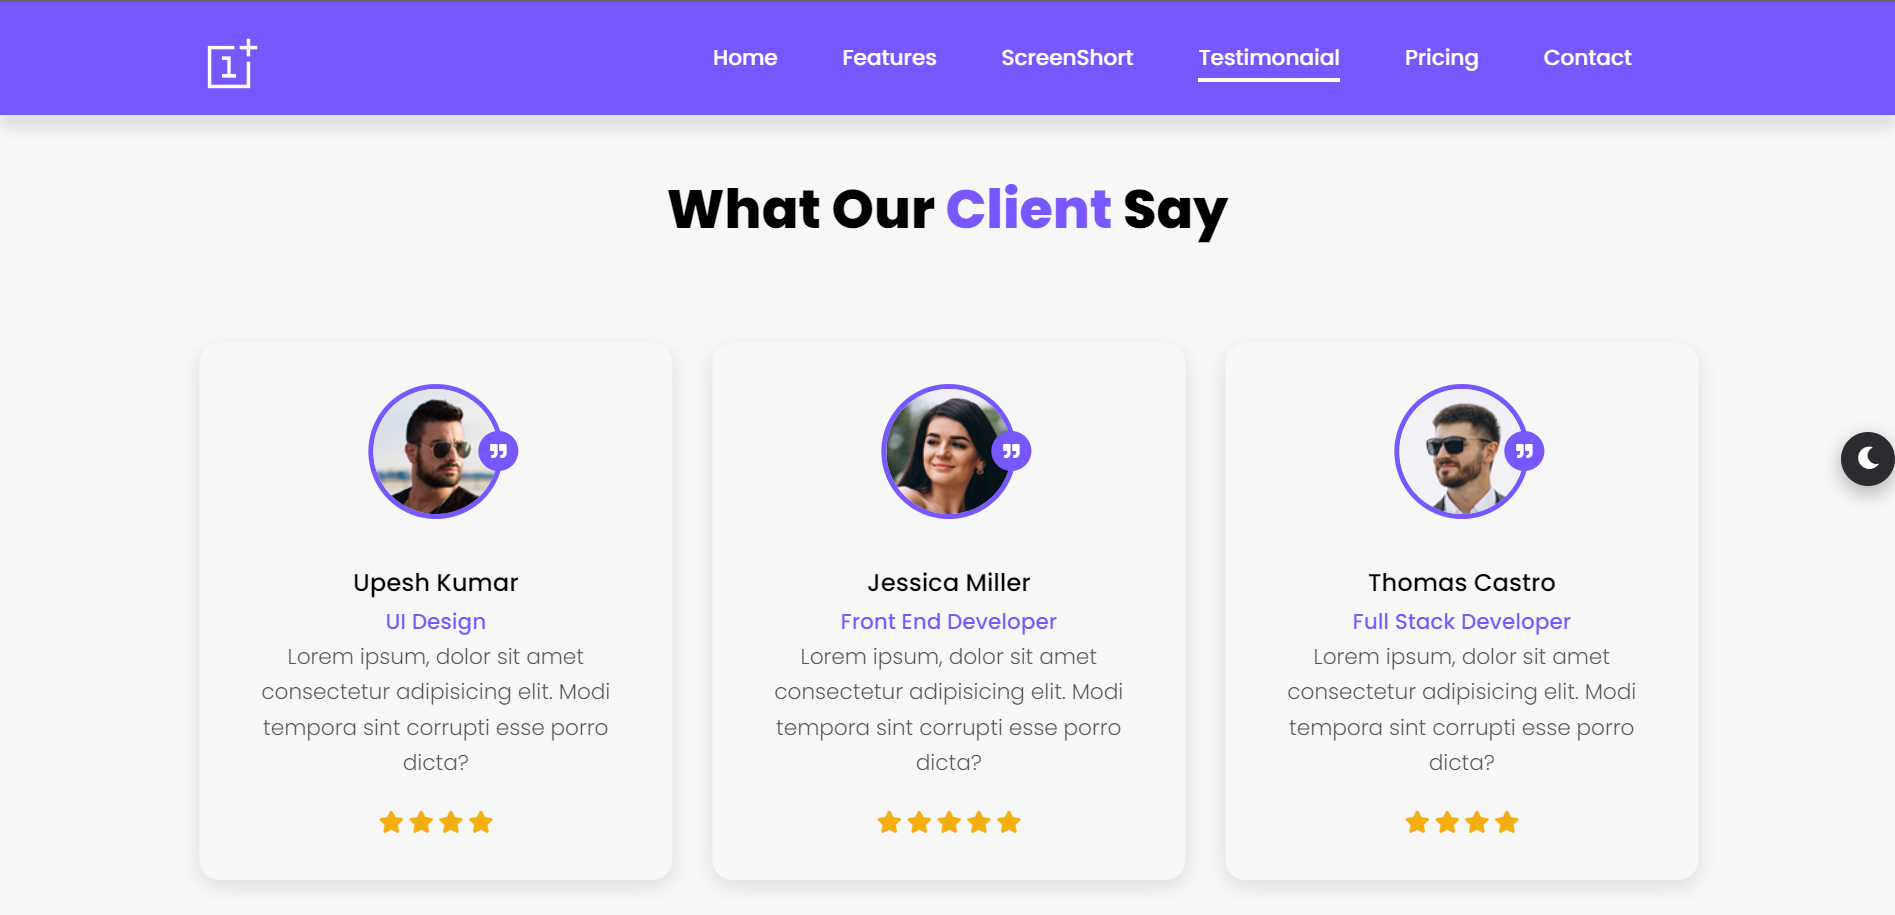 1+
Home Features ScreenShort Testimonaial Pricing Contact
What Our Client Say
Upesh Kumar
UI Design
Lorem ipsum, dolor sit amet
consectetur adipisicing elit. Modi
tempora sint corrupti esse porro
dicta?
Jessica Miller
Front End Developer
Lorem ipsum, dolor sit amet
consectetur adipisicing elit. Modi
tempora sint corrupti esse porro
dicta?
Thomas Castro
Full Stack Developer
Lorem ipsum, dolor sit amet
consectetur adipisicing elit. Modi
tempora sint corrupti esse porro
dicta?